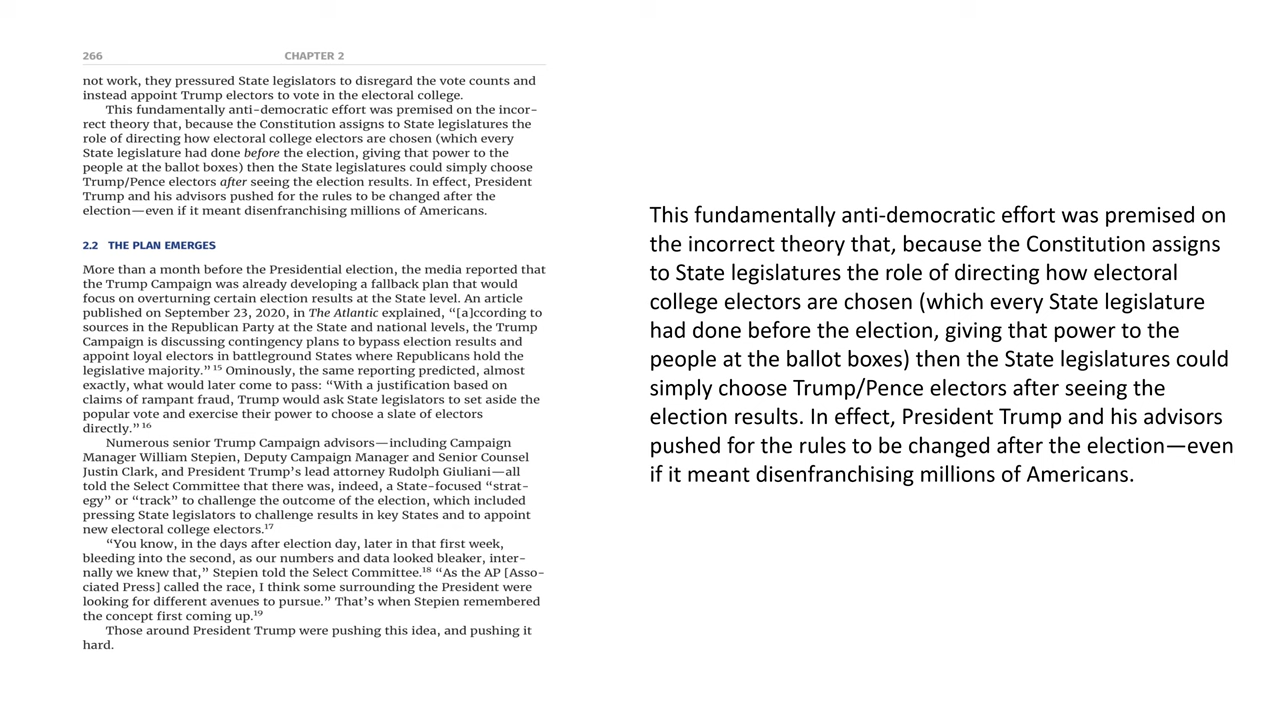 266 CHAPTER 2
not work, they pressured State legislators to disregard the vote counts and
instead appoint Trump electors to vote in the electoral college.
This fundamentally anti-democratic effort was premised on the incor-
rect theory that, because the Constitution assigns to State legislatures the
role of directing how electoral college electors are chosen (which every
State legislature had done before the election, giving that power to the
people at the ballot boxes) then the State legislatures could simply choose
Trump/Pence electors after seeing the election results. In effect, President
Trump and his advisors pushed for the rules to be changed after the
election—even if it meant disenfranchising millions of Americans.
2.2 THE PLAN EMERGES
More than a month before the Presidential election, the media reported that
the Trump Campaign was already developing a fallback plan that would
focus on overturning certain election results at the State level. An article
published on September 23, 2020, in The Atlantic explained, “[a]ccording to
sources in the Republican Party at the State and national levels, the Trump
Campaign is discussing contingency plans to bypass election results and
appoint loyal electors in battleground States where Republicans hold the
legislative majority.” 15 Ominously, the same reporting predicted, almost
exactly, what would later come to pass: “With a justification based on
claims of rampant fraud, Trump would ask State legislators to set aside the
popular vote and exercise their power to choose a slate of electors
directly.” 16
Numerous senior Trump Campaign advisors—including Campaign
Manager William Stepien, Deputy Campaign Manager and Senior Counsel
Justin Clark, and President Trump’s lead attorney Rudolph Giuliani—all
told the Select Committee that there was, indeed, a State-focused “strat-
egy” or “track” to challenge the outcome of the election, which included
pressing State legislators to challenge results in key States and to appoint
new electoral college electors.17
“You know, in the days after election day, later in that first week,
bleeding into the second, as our numbers and data looked bleaker, inter-
nally we knew that,” Stepien told the Select Committee.18 “As the AP [Asso-
ciated Press] called the race, I think some surrounding the President were
looking for different avenues to pursue.” That’s when Stepien remembered
the concept first coming up.19
Those around President Trump were pushing this idea, and pushing it
hard.
This fundamentally anti-democratic effort was premised on
the incorrect theory that, because the Constitution assigns
to State legislatures the role of directing how electoral
college electors are chosen (which every State legislature
had done before the election, giving that power to the
people at the ballot boxes) then the State legislatures could
simply choose Trump/Pence electors after seeing the
election results. In effect, President Trump and his advisors
pushed for the rules to be changed after the election—even
if it meant disenfranchising millions of Americans.